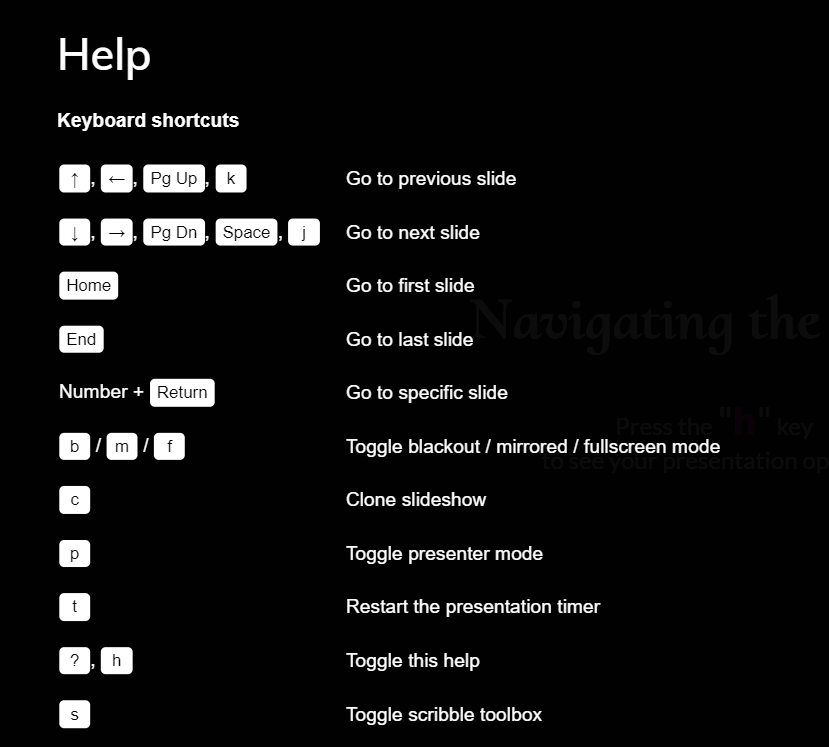 Help
Keyboard shortcuts
↑, ←, Pg Up, k Go to previous slide
↓, →, Pg Dn, Space, j Go to next slide
Home Go to first slide
End Go to last slide
Number + Return Go to specific slide
b / m / f Toggle blackout / mirrored / fullscreen mode
c Clone slideshow
p Toggle presenter mode
t Restart the presentation timer
?, h Toggle this help
s Toggle scribble toolbox
Navigating the
Press the "h" key
to see your presentation op